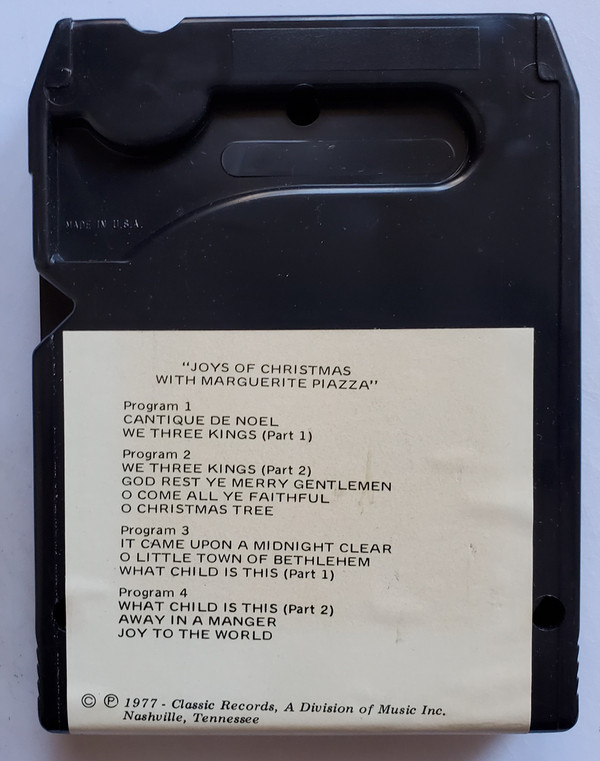 MADE IN U.S.A.
"JOYS OF CHRISTMAS
WITH MARGUERITE PIAZZA"
Program 1
CANTIQUE DE NOEL
WE THREE KINGS (Part 1)
Program 2
WE THREE KINGS (Part 2)
GOD REST YE MERRY GENTLEMEN
O COME ALL YE FAITHFUL
O CHRISTMAS TREE
Program 3
IT CAME UPON A MIDNIGHT CLEAR
O LITTLE TOWN OF BETHLEHEM
WHAT CHILD IS THIS (Part 1)
Program 4
WHAT CHILD IS THIS (Part 2)
AWAY IN A MANGER
JOY TO THE WORLD
© ℗ 1977 - Classic Records, A Division of Music Inc.
Nashville, Tennessee